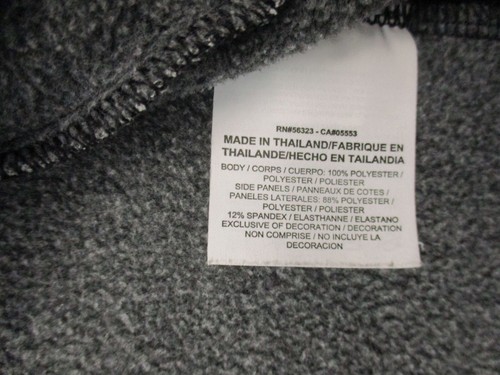 RN#56323 - CA#05553
MADE IN THAILAND/FABRIQUE EN
THAILANDE/HECHO EN TAILANDIA
BODY / CORPS / CUERPO: 100% POLYESTER /
POLYESTER / POLIESTER
SIDE PANELS / PANNEAUX DE COTES /
PANELES LATERALES: 88% POLYESTER /
POLYESTER / POLIESTER
12% SPANDEX / ELASTHANNE / ELASTANO
EXCLUSIVE OF DECORATION / DECORATION
NON COMPRISE / NO INCLUYE LA
DECORACION